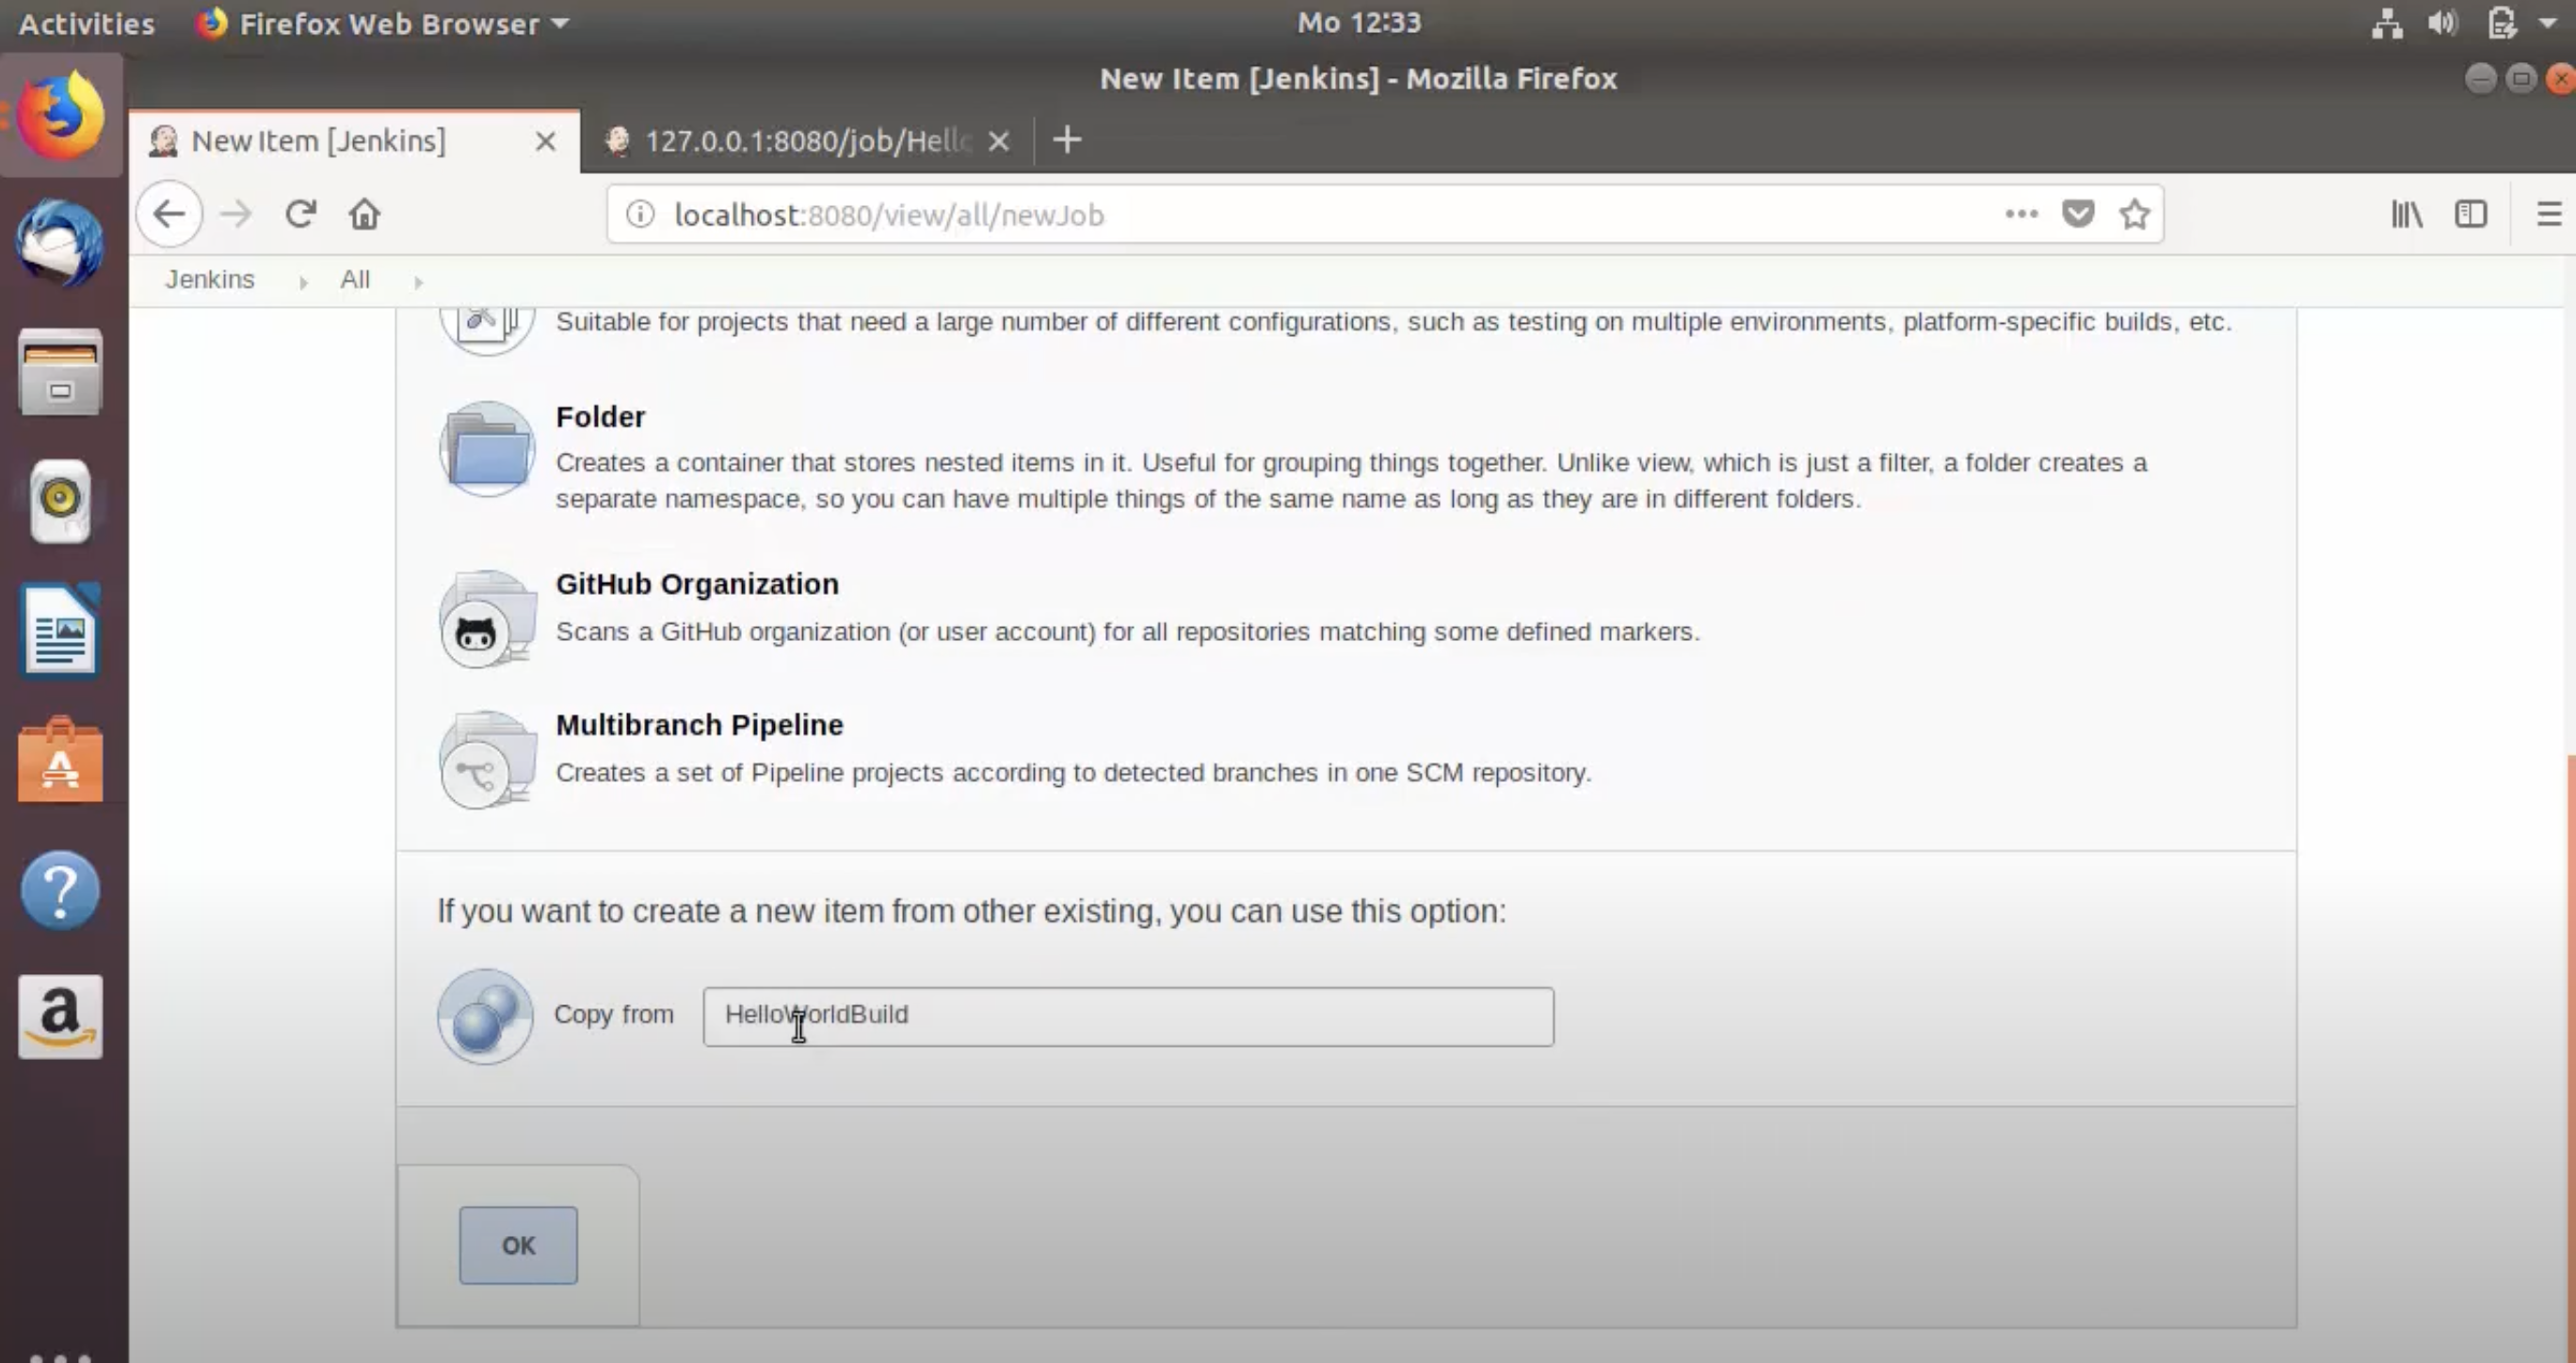 Activities
Firefox Web Browser
Mo 12:33
New Item [Jenkins] - Mozilla Firefox
New Item [Jenkins]
127.0.0.1:8080/job/Hello
localhost:8080/view/all/newJob
Jenkins
All
Suitable for projects that need a large number of different configurations, such as testing on multiple environments, platform-specific builds, etc.
Folder
Creates a container that stores nested items in it. Useful for grouping things together. Unlike view, which is just a filter, a folder creates a
separate namespace, so you can have multiple things of the same name as long as they are in different folders.
GitHub Organization
Scans a GitHub organization (or user account) for all repositories matching some defined markers.
Multibranch Pipeline
Creates a set of Pipeline projects according to detected branches in one SCM repository.
If you want to create a new item from other existing, you can use this option:
Copy from
HelloWorldBuild
OK